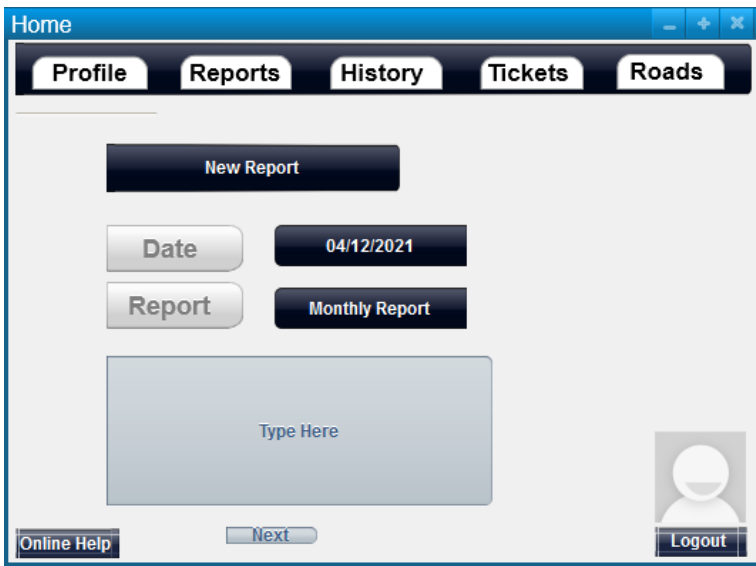 Home
Profile Reports History Tickets Roads
New Report
Date 04/12/2021
Report Monthly Report
Type Here
Online Help Next Logout